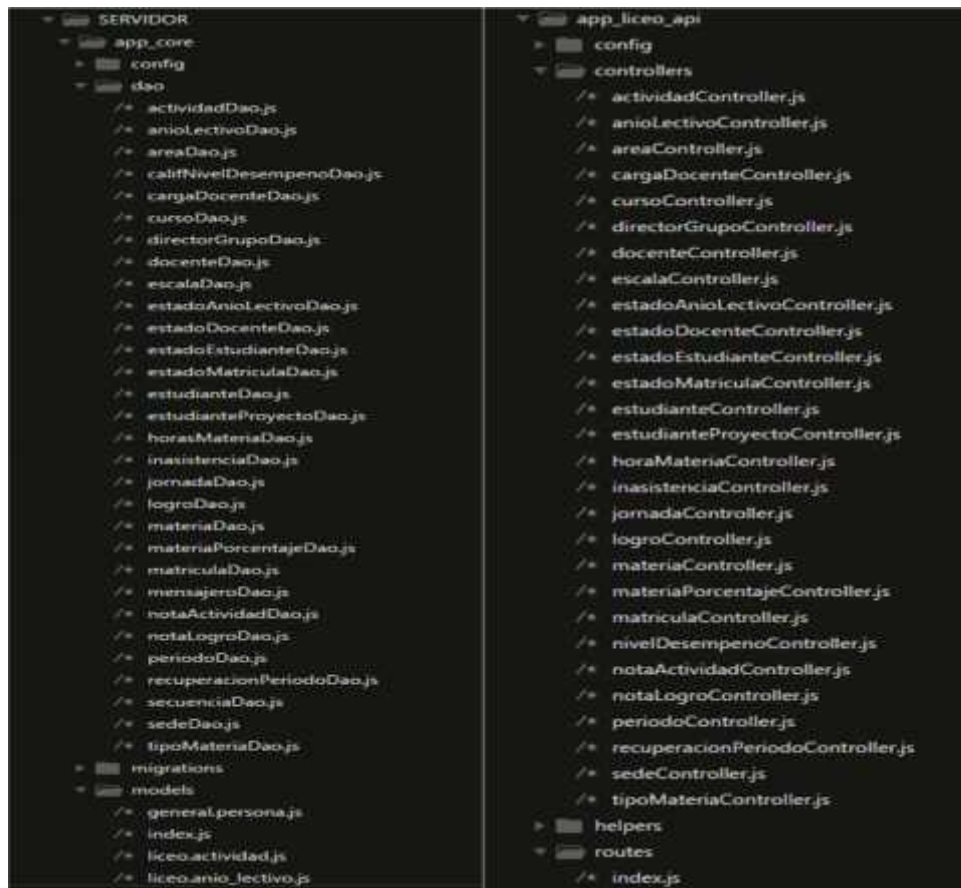 SERVIDOR
app_core
config
dao
/* actividadDao.js
/* anioLectivoDao.js
/* areaDao.js
/* califNivelDesempenoDao.js
/* cargaDocenteDao.js
/* cursoDao.js
/* directorGrupoDao.js
/* docenteDao.js
/* escalaDao.js
/* estadoAnioLectivoDao.js
/* estadoDocenteDao.js
/* estadoEstudianteDao.js
/* estadoMatriculaDao.js
/* estudianteDao.js
/* estudianteProyectoDao.js
/* horasMateriaDao.js
/* inasistenciaDao.js
/* jornadaDao.js
/* logroDao.js
/* materiaDao.js
/* materiaPorcentajeDao.js
/* matriculaDao.js
/* mensajeroDao.js
/* notaActividadDao.js
/* notaLogroDao.js
/* periodoDao.js
/* recuperacionPeriodoDao.js
/* secuenciaDao.js
/* sedeDao.js
/* tipoMateriaDao.js
migrations
models
/* general.persona.js
/* index.js
/* liceo.actividad.js
/* liceo.anio_lectivo.js
app_liceo_api
config
controllers
/* actividadController.js
/* anioLectivoController.js
/* areaController.js
/* cargaDocenteController.js
/* cursoController.js
/* directorGrupoController.js
/* docenteController.js
/* escalaController.js
/* estadoAnioLectivoController.js
/* estadoDocenteController.js
/* estadoEstudianteController.js
/* estadoMatriculaController.js
/* estudianteController.js
/* estudianteProyectoController.js
/* horaMateriaController.js
/* inasistenciaController.js
/* jornadaController.js
/* logroController.js
/* materiaController.js
/* materiaPorcentajeController.js
/* matriculaController.js
/* nivelDesempenoController.js
/* notaActividadController.js
/* notaLogroController.js
/* periodoController.js
/* recuperacionPeriodoController.js
/* sedeController.js
/* tipoMateriaController.js
helpers
routes
/* index.js